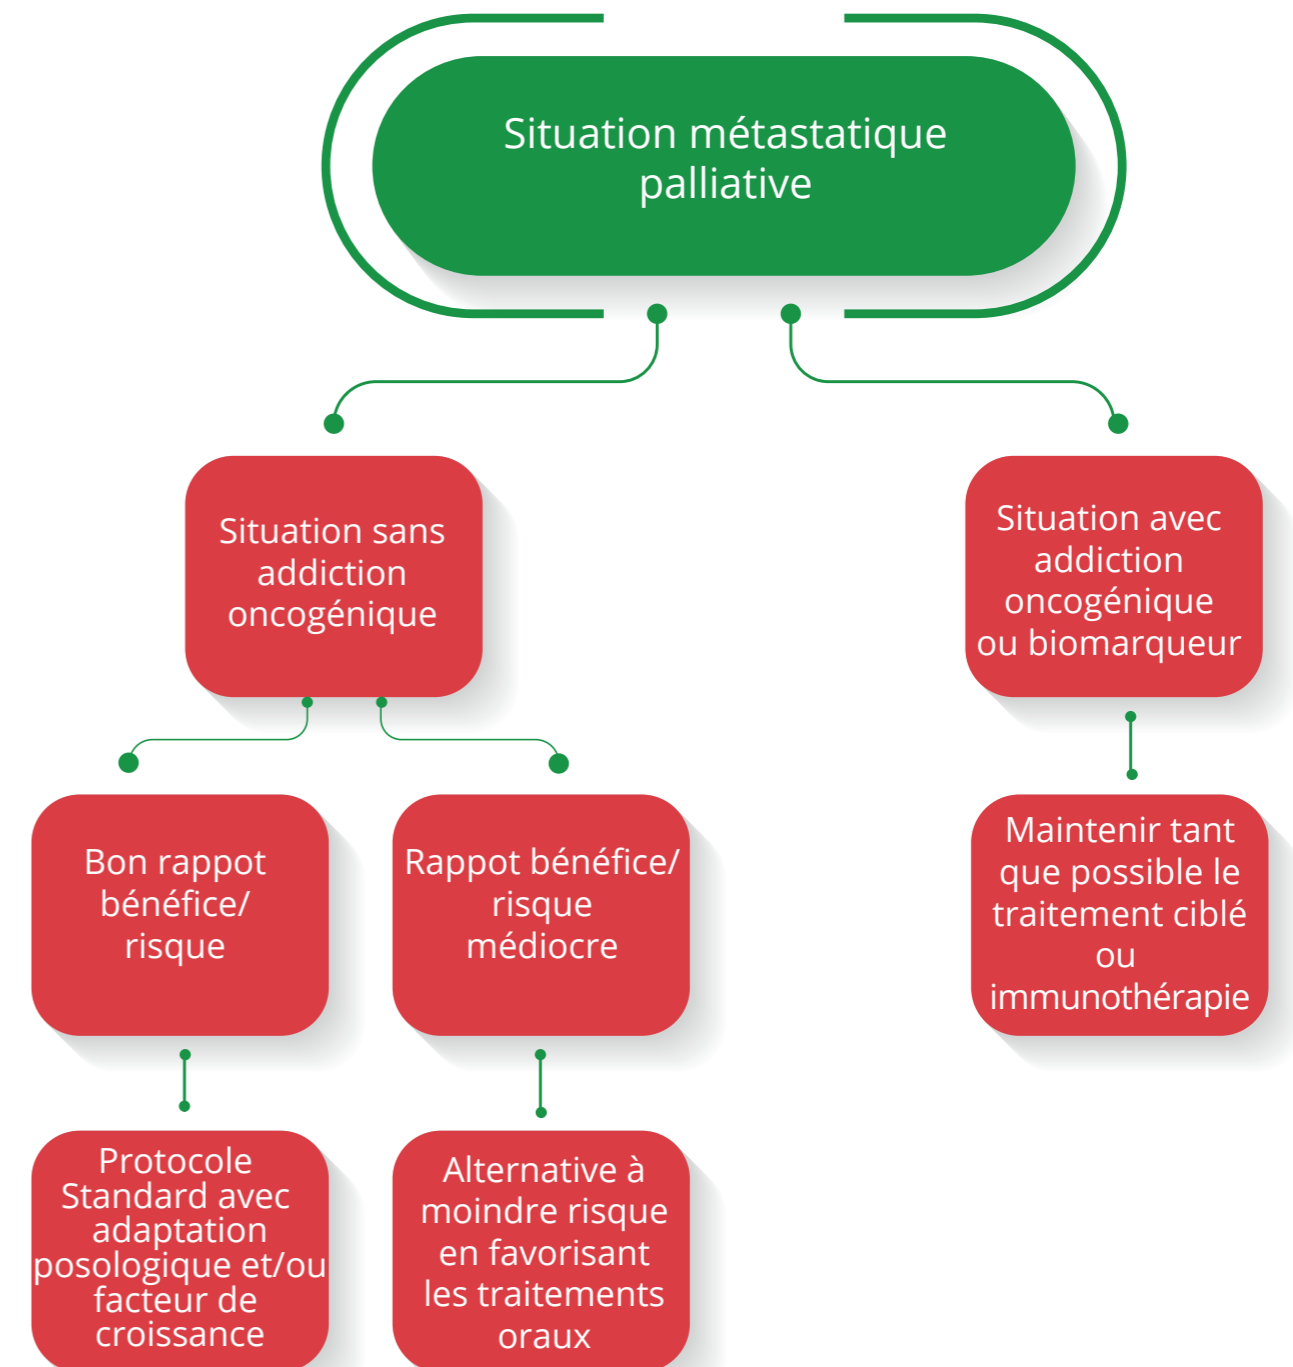 Situation métastatique
palliative
Situation sans
addiction
oncogénique
Situation avec
addiction
oncogénique
ou biomarqueur
Bon rappot
bénéfice/
risque
Rappot bénéfice/
risque
médiocre
Maintenir tant
que possible le
traitement ciblé
ou
immunothérapie
Protocole
Standard avec
adaptation
posologique et/ou
facteur de
croissance
Alternative à
moindre risque
en favorisant
les traitements
oraux